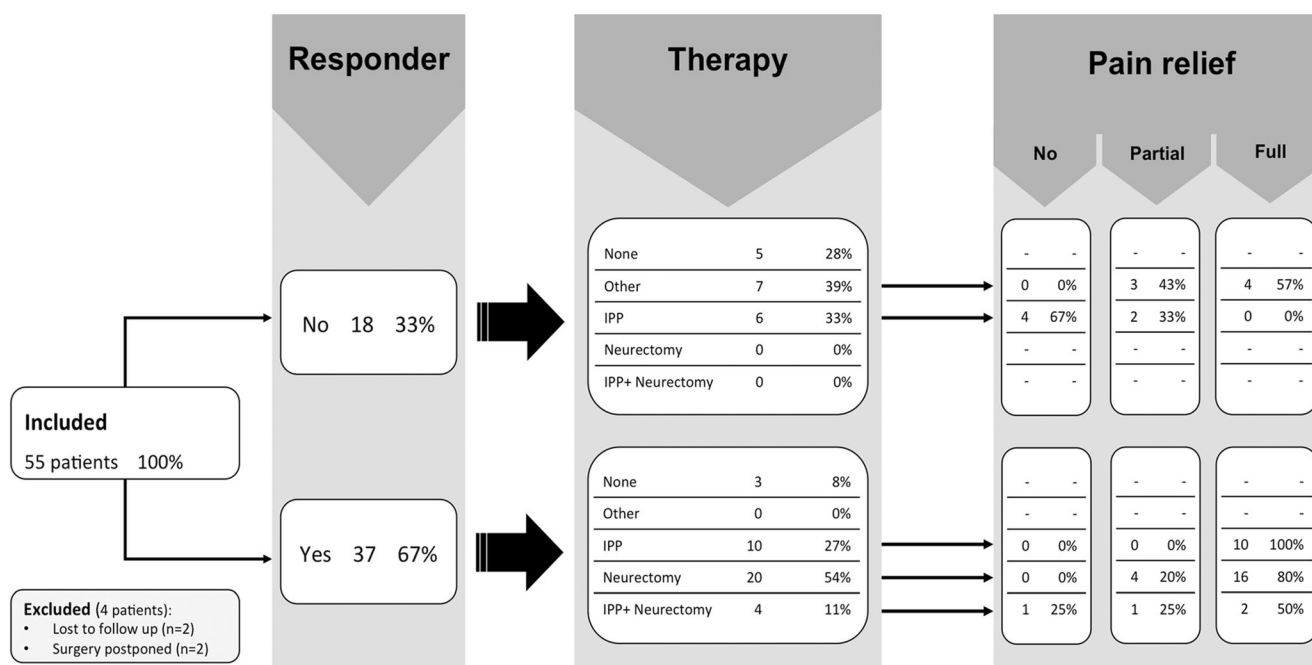 Responder
Therapy
Pain relief
No
Partial
Full
None 5 28%
- - - - - -
Other 7 39%
0 0% 3 43% 4 57%
No 18 33%
IPP 6 33%
4 67% 2 33% 0 0%
Neurectomy 0 0%
- - - - - -
IPP+ Neurectomy 0 0%
- - - - - -
Included
55 patients 100%
None 3 8%
- - - - - -
Other 0 0%
- - - - - -
Yes 37 67%
IPP 10 27%
0 0% 0 0% 10 100%
Neurectomy 20 54%
0 0% 4 20% 16 80%
IPP+ Neurectomy 4 11%
1 25% 1 25% 2 50%
Excluded (4 patients):
• Lost to follow up (n=2)
• Surgery postponed (n=2)